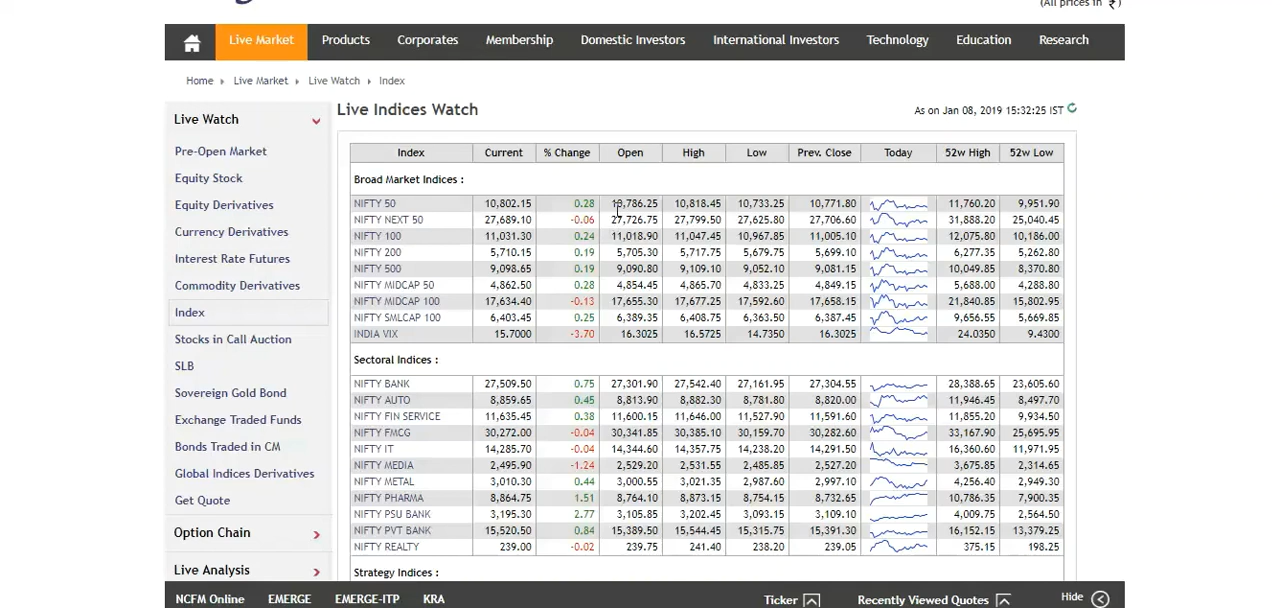 (All prices in ₹)
Live Market Products Corporates Membership Domestic Investors International Investors Technology Education Research
Home Live Market Live Watch Index
Live Watch
Pre-Open Market
Equity Stock
Equity Derivatives
Currency Derivatives
Interest Rate Futures
Commodity Derivatives
Index
Stocks in Call Auction
SLB
Sovereign Gold Bond
Exchange Traded Funds
Bonds Traded in CM
Global Indices Derivatives
Get Quote
Option Chain
Live Analysis
Live Indices Watch
As on Jan 08, 2019 15:32:25 IST
Index Current % Change Open High Low Prev. Close Today 52w High 52w Low
Broad Market Indices :
NIFTY 50 10,802.15 0.28 10,786.25 10,818.45 10,733.25 10,771.80 11,760.20 9,951.90
NIFTY NEXT 50 27,689.10 -0.06 27,726.75 27,799.50 27,625.80 27,706.60 31,888.20 25,040.45
NIFTY 100 11,031.30 0.24 11,018.90 11,047.45 10,967.85 11,005.10 12,075.80 10,186.00
NIFTY 200 5,710.15 0.19 5,705.30 5,717.75 5,679.75 5,699.10 6,277.35 5,262.80
NIFTY 500 9,098.65 0.19 9,090.80 9,109.10 9,052.10 9,081.15 10,049.85 8,370.80
NIFTY MIDCAP 50 4,862.50 0.28 4,854.45 4,865.70 4,833.25 4,849.15 5,688.00 4,288.80
NIFTY MIDCAP 100 17,634.40 -0.13 17,655.30 17,677.25 17,592.60 17,658.15 21,840.85 15,802.95
NIFTY SMLCAP 100 6,403.45 0.25 6,389.35 6,408.75 6,363.50 6,387.45 9,656.55 5,669.85
INDIA VIX 15.7000 -3.70 16.3025 16.5725 14.7350 16.3025 24.0350 9.4300
Sectoral Indices :
NIFTY BANK 27,509.50 0.75 27,301.90 27,542.40 27,161.95 27,304.55 28,388.65 23,605.60
NIFTY AUTO 8,859.65 0.45 8,813.90 8,882.30 8,781.80 8,820.00 11,946.45 8,497.70
NIFTY FIN SERVICE 11,635.45 0.38 11,600.15 11,646.00 11,527.90 11,591.60 11,855.20 9,934.50
NIFTY FMCG 30,272.00 -0.04 30,341.85 30,385.10 30,159.70 30,282.60 33,167.90 25,695.95
NIFTY IT 14,285.70 -0.04 14,344.60 14,357.75 14,238.20 14,291.50 16,360.60 11,971.95
NIFTY MEDIA 2,495.90 -1.24 2,529.20 2,531.55 2,485.85 2,527.20 3,675.85 2,314.65
NIFTY METAL 3,010.30 0.44 3,000.55 3,021.35 2,987.60 2,997.10 4,256.40 2,949.30
NIFTY PHARMA 8,864.75 1.51 8,764.10 8,873.15 8,754.15 8,732.65 10,786.35 7,900.35
NIFTY PSU BANK 3,195.30 2.77 3,105.85 3,202.45 3,093.15 3,109.10 4,009.75 2,564.50
NIFTY PVT BANK 15,520.50 0.84 15,389.50 15,544.45 15,315.75 15,391.30 16,152.15 13,379.25
NIFTY REALTY 239.00 -0.02 239.75 241.40 238.20 239.05 375.15 198.25
Strategy Indices :
NCFM Online EMERGE EMERGE-ITP KRA Ticker Recently Viewed Quotes Hide